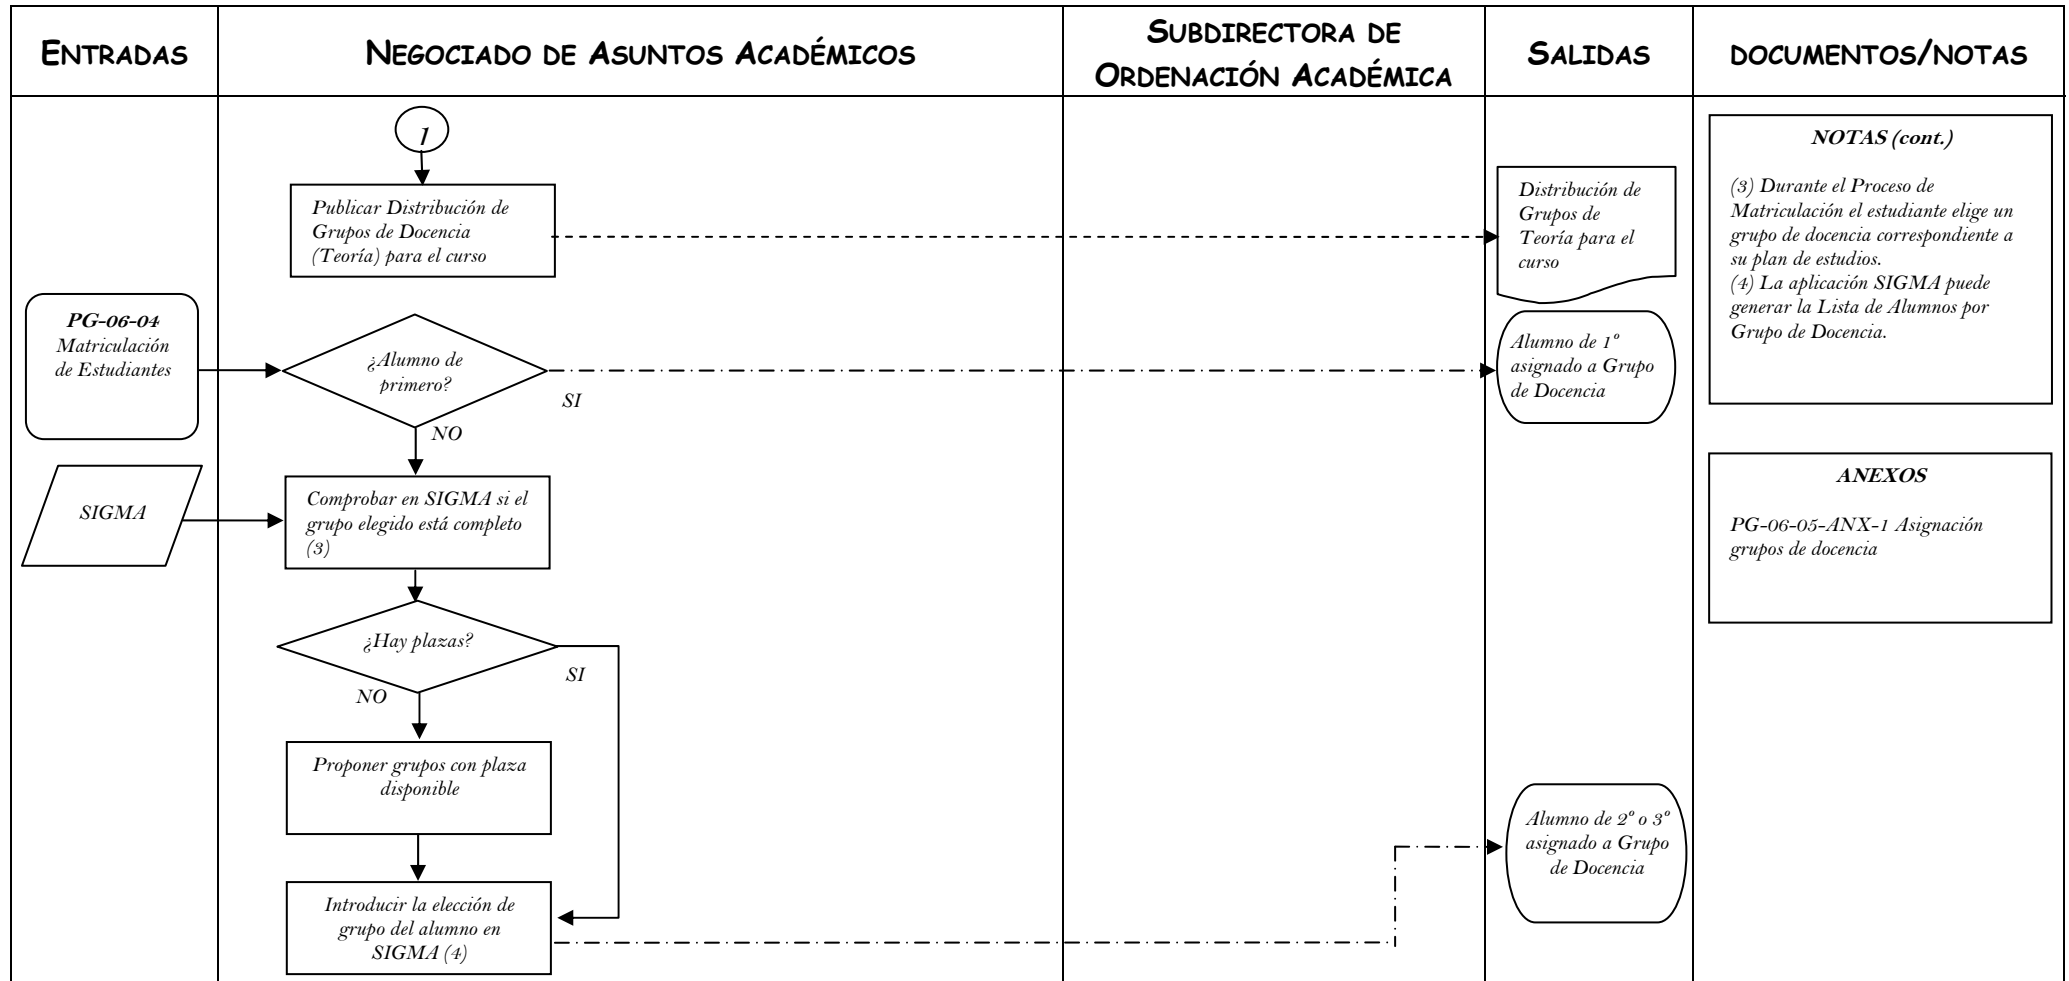 ENTRADAS
NEGOCIADO DE ASUNTOS ACADÉMICOS
SUBDIRECTORA DE
ORDENACIÓN ACADÉMICA
SALIDAS
DOCUMENTOS/NOTAS
1
Publicar Distribución de
Grupos de Docencia
(Teoría) para el curso
Distribución de
Grupos de
Teoría para el
curso
NOTAS (cont.)
(3) Durante el Proceso de
Matriculación el estudiante elige un
grupo de docencia correspondiente a
su plan de estudios.
(4) La aplicación SIGMA puede
generar la Lista de Alumnos por
Grupo de Docencia.
PG-06-04
Matriculación
de Estudiantes
¿Alumno de
primero?
SI
NO
Alumno de 1º
asignado a Grupo
de Docencia
SIGMA
Comprobar en SIGMA si el
grupo elegido está completo
(3)
ANEXOS
PG-06-05-ANX-1 Asignación
grupos de docencia
¿Hay plazas?
SI
NO
Proponer grupos con plaza
disponible
Introducir la elección de
grupo del alumno en
SIGMA (4)
Alumno de 2º o 3º
asignado a Grupo
de Docencia